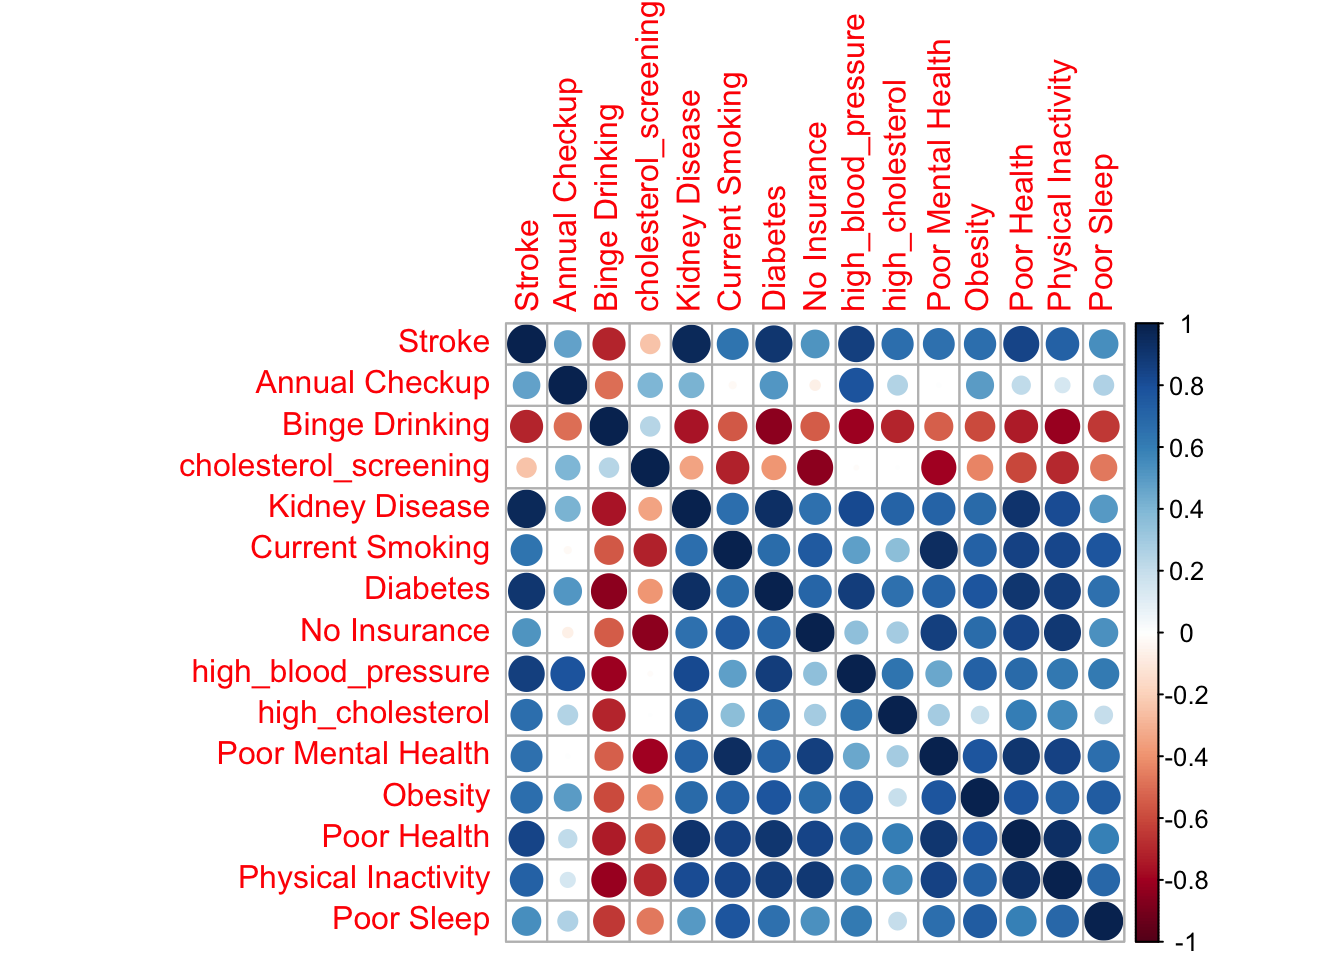 Stroke
Annual Checkup
Binge Drinking
cholesterol_screening
Kidney Disease
Current Smoking
Diabetes
No Insurance
high_blood_pressure
high_cholesterol
Poor Mental Health
Obesity
Poor Health
Physical Inactivity
Poor Sleep
Stroke
Annual Checkup
Binge Drinking
cholesterol_screening
Kidney Disease
Current Smoking
Diabetes
No Insurance
high_blood_pressure
high_cholesterol
Poor Mental Health
Obesity
Poor Health
Physical Inactivity
Poor Sleep
1
0.8
0.6
0.4
0.2
0
-0.2
-0.4
-0.6
-0.8
-1